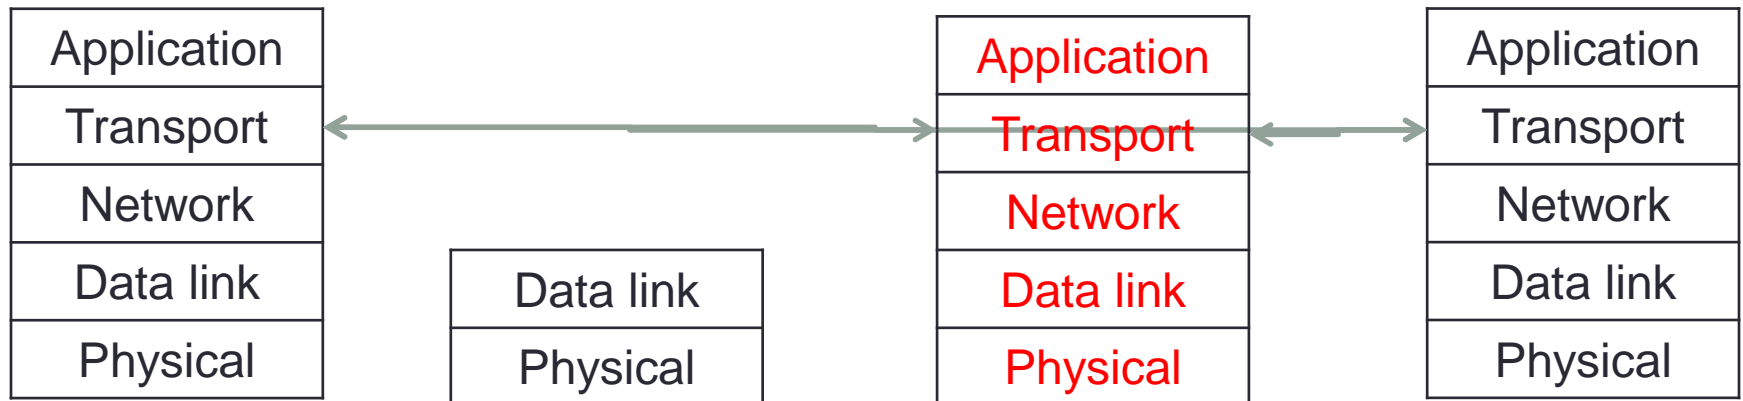 Application
Transport
Network
Data link
Physical
Data link
Physical
Application
Transport
Network
Data link
Physical
Application
Transport
Network
Data link
Physical